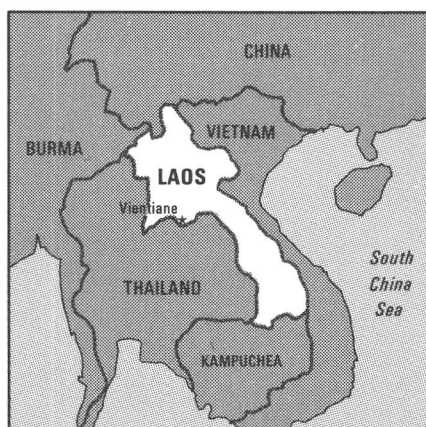 CHINA
BURMA
VIETNAM
LAOS
Vientiane
THAILAND
South
China
Sea
KAMPUCHEA